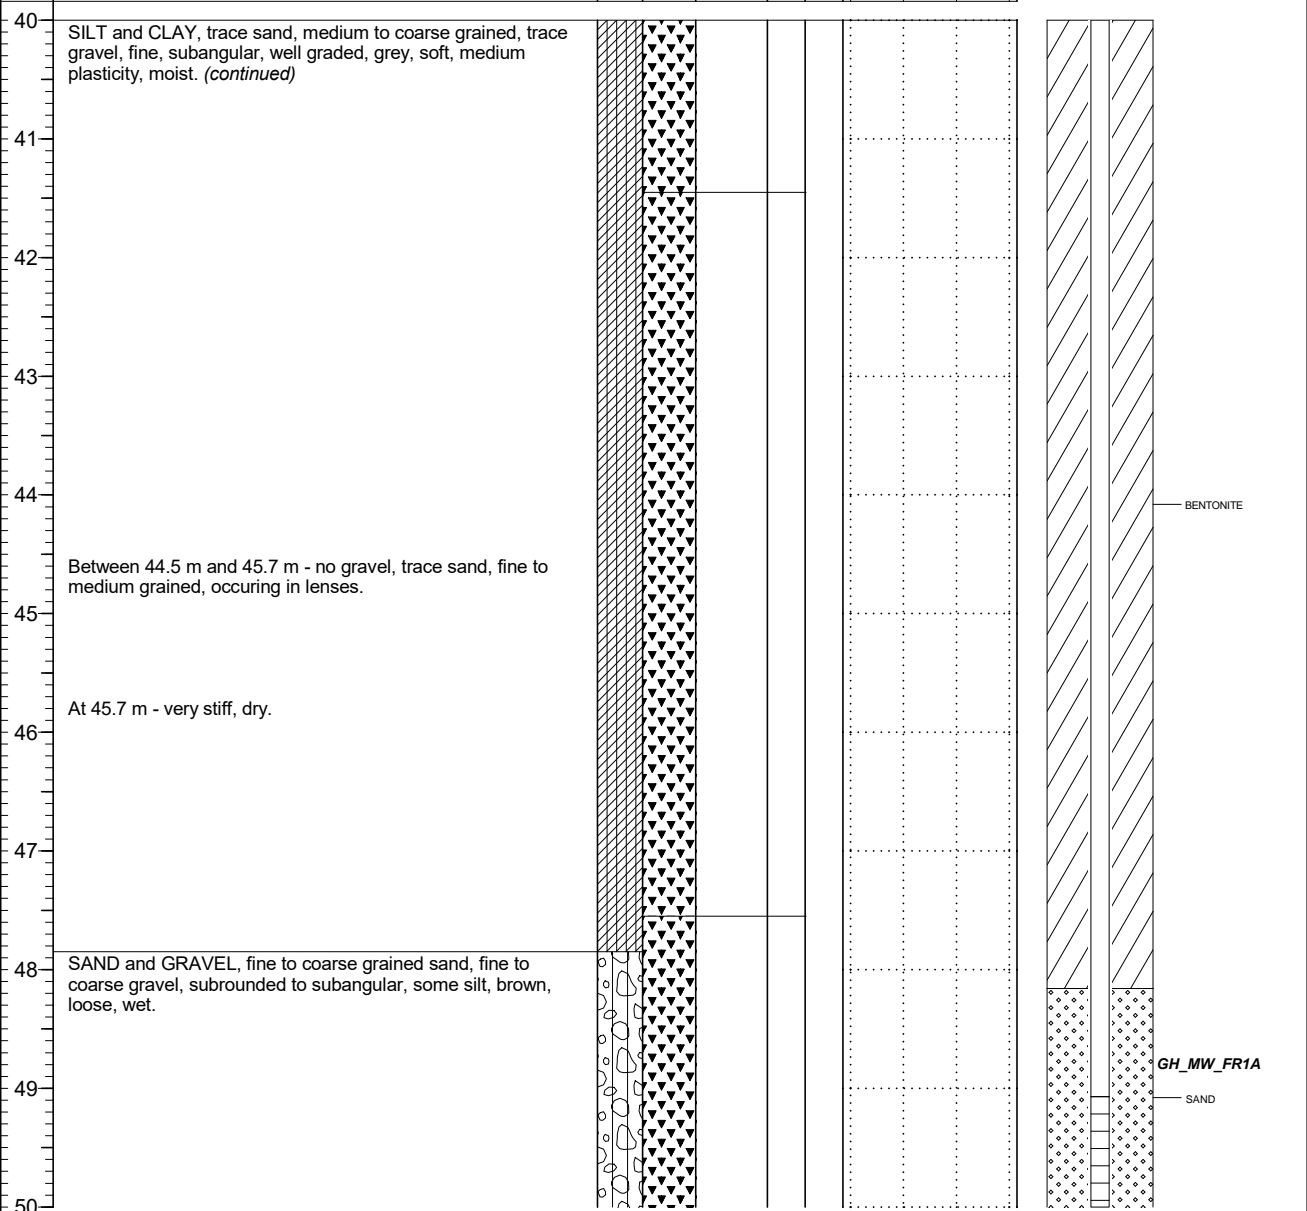 40
SILT and CLAY, trace sand, medium to coarse grained, trace
gravel, fine, subangular, well graded, grey, soft, medium
plasticity, moist. (continued)
41
42
43
44
BENTONITE
Between 44.5 m and 45.7 m - no gravel, trace sand, fine to
medium grained, occuring in lenses.
45
At 45.7 m - very stiff, dry.
46
47
SAND and GRAVEL, fine to coarse grained sand, fine to
48
coarse gravel, subrounded to subangular, some silt, brown,
loose, wet.
GH_MW_FR1A
49
SAND
50